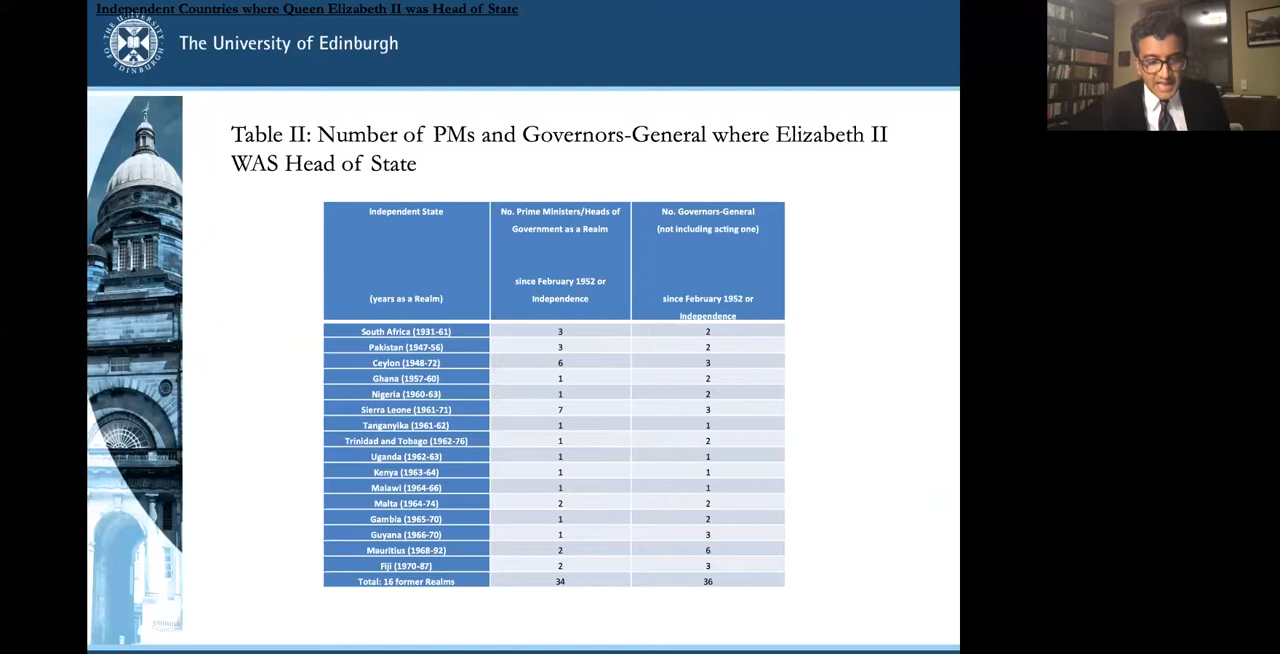 Independent Countries where Queen Elizabeth II was Head of State
THE UNIVERSITY OF EDINBURGH
The University of Edinburgh
Table II: Number of PMs and Governors-General where Elizabeth II
WAS Head of State
Independent State
(years as a Realm)
No. Prime Ministers/Heads of
Government as a Realm
since February 1952 or
Independence
No. Governors-General
(not including acting one)
since February 1952 or
Independence
South Africa (1931-61) 3 2
Pakistan (1947-56) 3 2
Ceylon (1948-72) 6 3
Ghana (1957-60) 1 2
Nigeria (1960-63) 1 2
Sierra Leone (1961-71) 7 3
Tanganyika (1961-62) 1 1
Trinidad and Tobago (1962-76) 1 2
Uganda (1962-63) 1 1
Kenya (1963-64) 1 1
Malawi (1964-66) 1 1
Malta (1964-74) 2 2
Gambia (1965-70) 1 2
Guyana (1966-70) 1 3
Mauritius (1968-92) 2 6
Fiji (1970-87) 2 3
Total: 16 former Realms 34 36